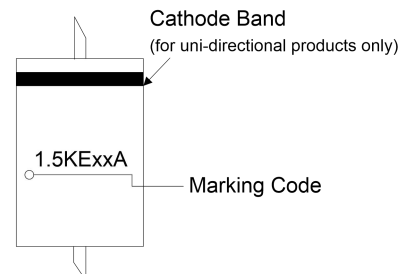 Cathode Band
(for uni-directional products only)
1.5KExxA
Marking Code